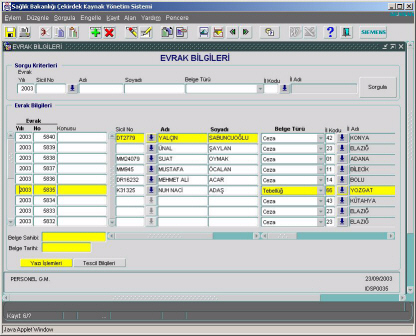 Sağlık Bakanlığı Çekirdek Kaynak Yönetim Sistemi
Eylem Düzenle Sorgula Engelle Kayıt Alan Yardım Pencere
SIEMENS
EVRAK BİLGİLERİ
EVRAK BİLGİLERİ
Sorgu Kriterleri
Evrak
Yılı Sicil No Adı Soyadı Belge Türü İl Kodu İl Adı
2003 Sorgula
Evrak Bilgileri
Evrak
Yılı No Konusu Sicil No Adı Soyadı Belge Türü İl Kodu İl Adı
2003 5840 DT2779 YALÇIN SABUNCUOĞLU Ceza 42 KONYA
2003 5839 ÜNAL ŞAYLAN Ceza 23 ELAZIĞ
2003 5838 MM24079 SUAT OYMAK Ceza 01 ADANA
2003 5837 MM945 MUSTAFA ÖCALAN Ceza 11 BİLECİK
2003 5836 DR16232 MEHMET ALİ ACAR Ceza 14 BOLU
2003 5835 K31325 NUH NACİ ADAŞ Tebellüğ 66 YOZGAT
2003 5834 Ceza 43 KÜTAHYA
2003 5833 Ceza 23 ELAZIĞ
2003 5832 Ceza 23 ELAZIĞ
Belge Sahibi:
Belge Tarihi:
Yazı İşlemleri Tescil Bilgileri
PERSONEL G.M. 23/09/2003
IDSP0035
Kayıt: 6/?
Java Applet Window